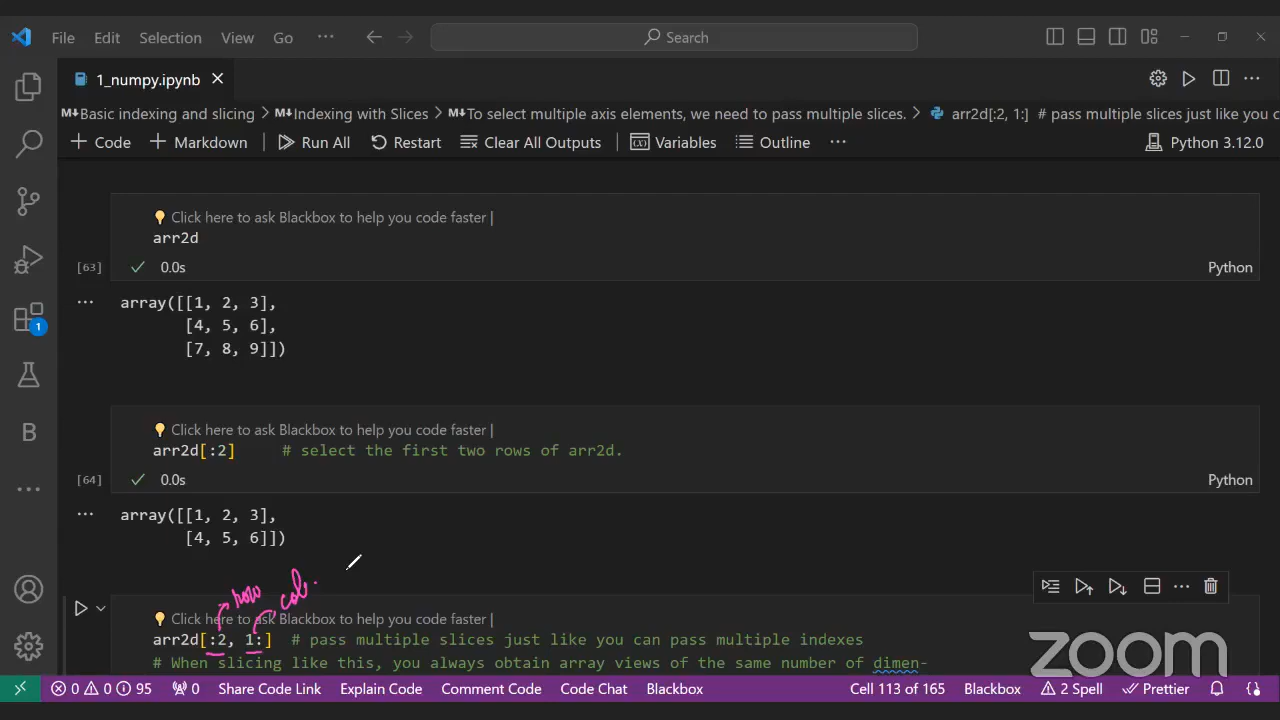 File Edit Selection View Go ··· Search
1_numpy.ipynb
Basic indexing and slicing > Indexing with Slices > To select multiple axis elements, we need to pass multiple slices. > arr2d[:2, 1:] # pass multiple slices just like you c
+ Code + Markdown Run All Restart Clear All Outputs Variables Outline ··· Python 3.12.0
Click here to ask Blackbox to help you code faster |
arr2d
[63] 0.0s Python
array([[1, 2, 3],
[4, 5, 6],
[7, 8, 9]])
Click here to ask Blackbox to help you code faster |
arr2d[:2] # select the first two rows of arr2d.
[64] 0.0s Python
array([[1, 2, 3],
[4, 5, 6]])
row col.
Click here to ask Blackbox to help you code faster |
arr2d[:2, 1:] # pass multiple slices just like you can pass multiple indexes
# When slicing like this, you always obtain array views of the same number of dimen-
B
1
zoom
0 0 95 0 Share Code Link Explain Code Comment Code Code Chat Blackbox Cell 113 of 165 Blackbox 2 Spell Prettier